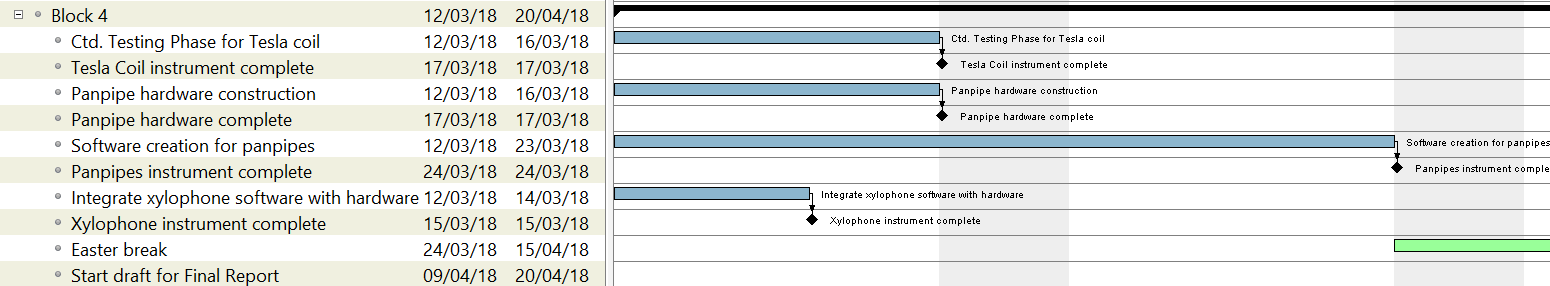 Block 4 12/03/18 20/04/18
Ctd. Testing Phase for Tesla coil 12/03/18 16/03/18 Ctd. Testing Phase for Tesla coil
Tesla Coil instrument complete 17/03/18 17/03/18 Tesla Coil instrument complete
Panpipe hardware construction 12/03/18 16/03/18 Panpipe hardware construction
Panpipe hardware complete 17/03/18 17/03/18 Panpipe hardware complete
Software creation for panpipes 12/03/18 23/03/18 Software creation for panpipes
Panpipes instrument complete 24/03/18 24/03/18 Panpipes instrument comple
Integrate xylophone software with hardware 12/03/18 14/03/18 Integrate xylophone software with hardware
Xylophone instrument complete 15/03/18 15/03/18 Xylophone instrument complete
Easter break 24/03/18 15/04/18
Start draft for Final Report 09/04/18 20/04/18